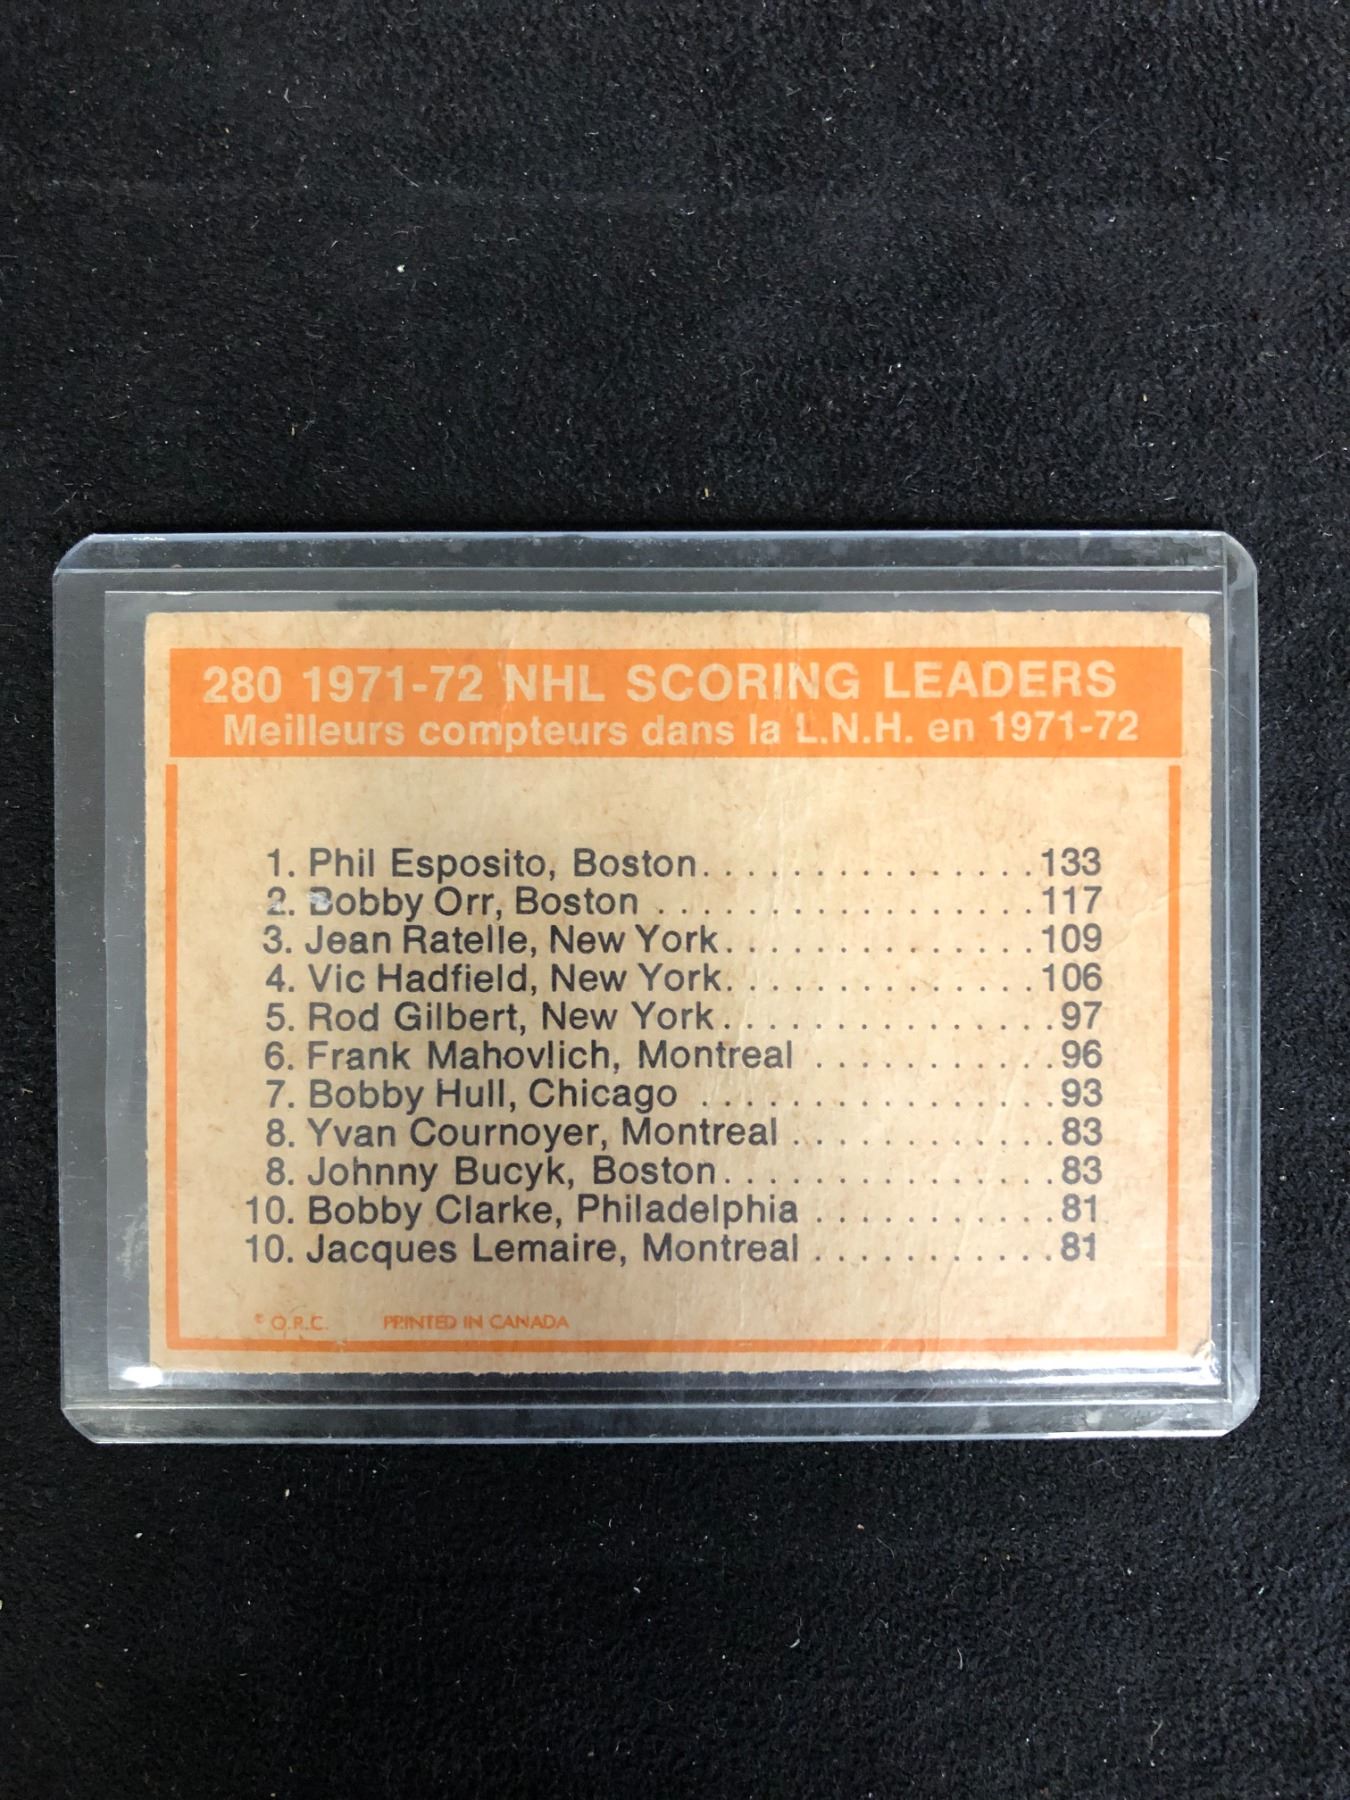 280 1971-72 NHL SCORING LEADERS
Meilleurs compteurs dans la L.N.H. en 1971-72
1. Phil Esposito, Boston. . . . . . . . . . . . . . . 133
2. Bobby Orr, Boston . . . . . . . . . . . . . . . . . 117
3. Jean Ratelle, New York. . . . . . . . . . . . . . 109
4. Vic Hadfield, New York. . . . . . . . . . . . . . 106
5. Rod Gilbert, New York. . . . . . . . . . . . . . . 97
6. Frank Mahovlich, Montreal . . . . . . . . . . . 96
7. Bobby Hull, Chicago . . . . . . . . . . . . . . . . 93
8. Yvan Cournoyer, Montreal . . . . . . . . . . . . 83
8. Johnny Bucyk, Boston. . . . . . . . . . . . . . . 83
10. Bobby Clarke, Philadelphia . . . . . . . . . . . 81
10. Jacques Lemaire, Montreal . . . . . . . . . . . 81
© O.P.C. PRINTED IN CANADA